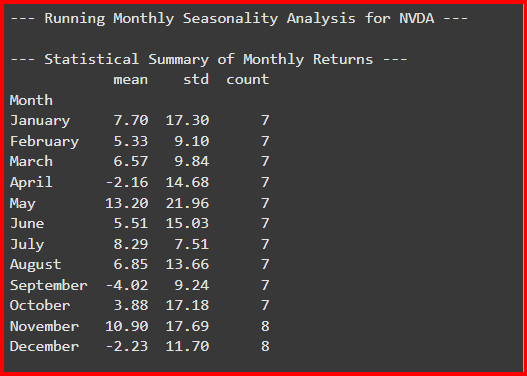 --- Running Monthly Seasonality Analysis for NVDA ---
--- Statistical Summary of Monthly Returns ---
mean std count
Month
January 7.70 17.30 7
February 5.33 9.10 7
March 6.57 9.84 7
April -2.16 14.68 7
May 13.20 21.96 7
June 5.51 15.03 7
July 8.29 7.51 7
August 6.85 13.66 7
September -4.02 9.24 7
October 3.88 17.18 7
November 10.90 17.69 8
December -2.23 11.70 8